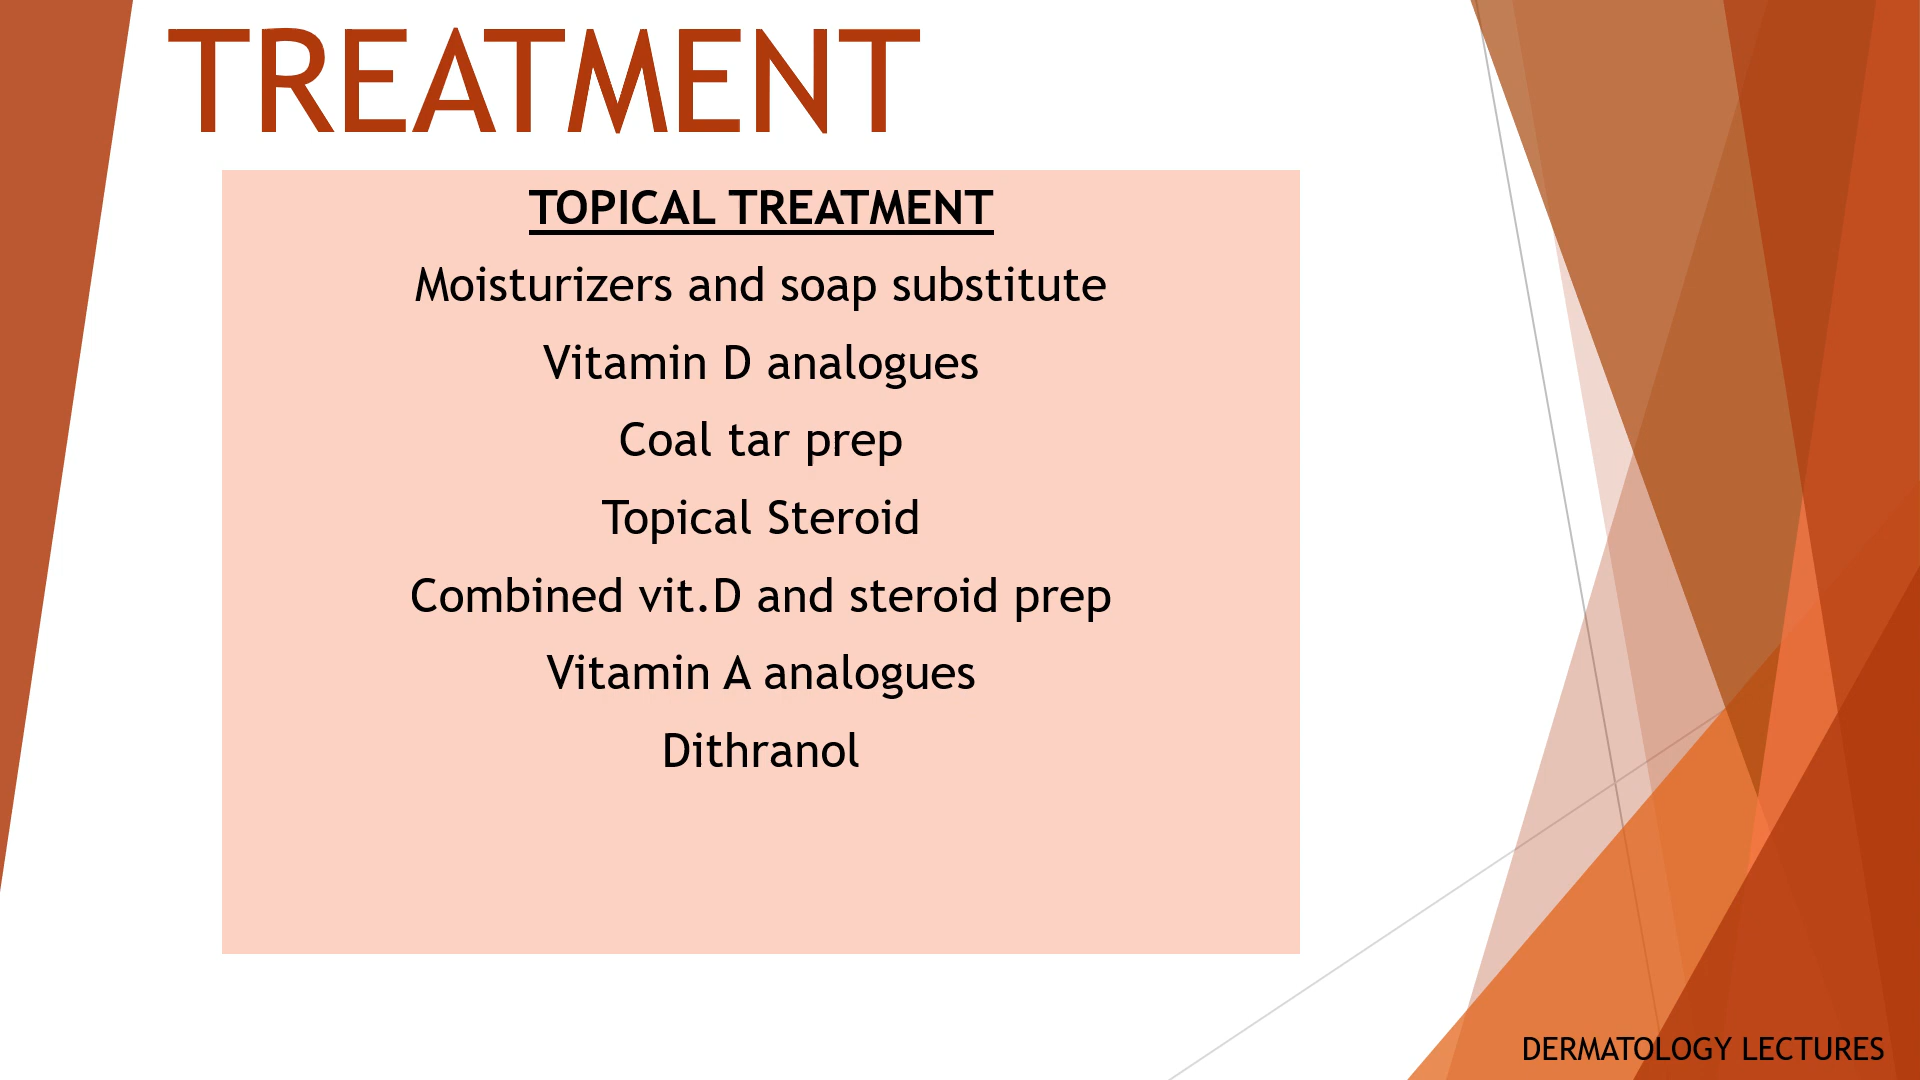 TREATMENT
TOPICAL TREATMENT
Moisturizers and soap substitute
Vitamin D analogues
Coal tar prep
Topical Steroid
Combined vit.D and steroid prep
Vitamin A analogues
Dithranol
DERMATOLOGY LECTURES